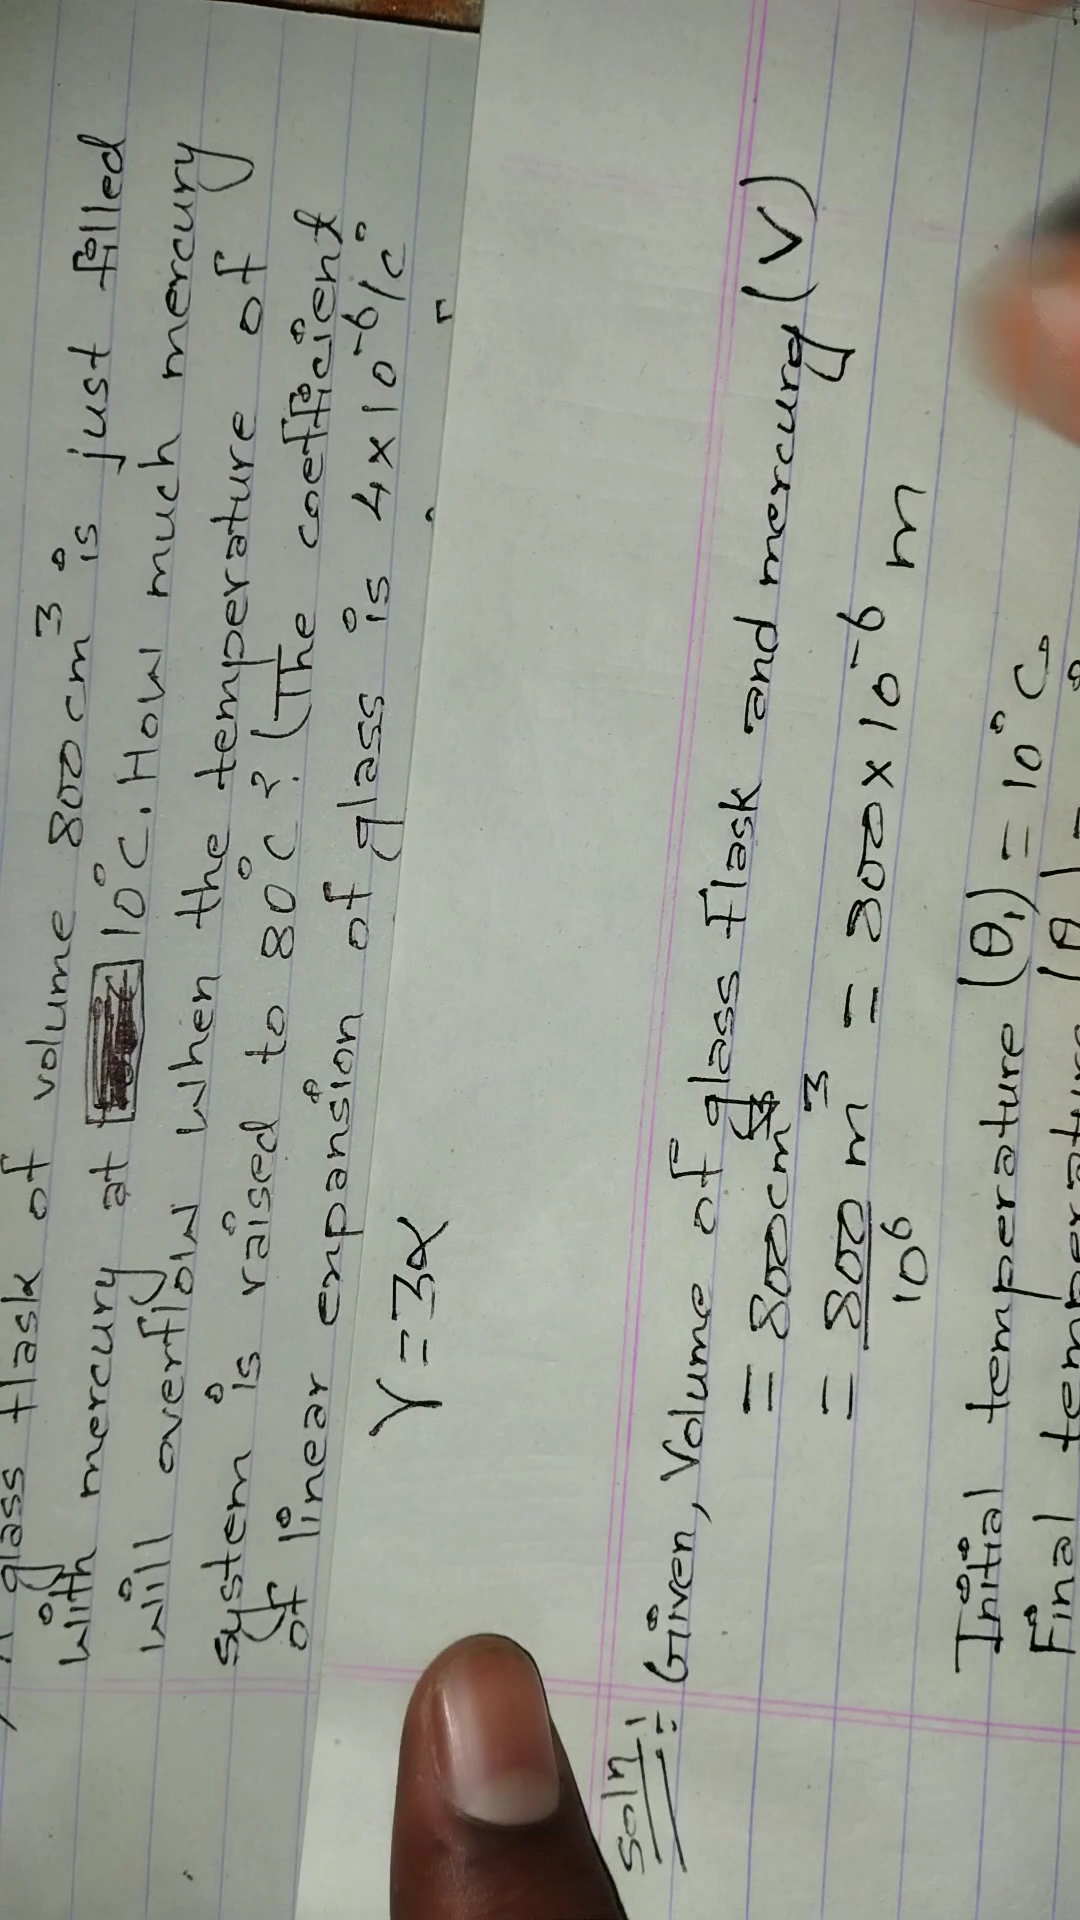 glass flask of volume 800 cm³ is just filled
with mercury at 10°C. How much mercury
will overflow when the temperature of
system is raised to 80°C? (The coefficient
of linear expansion of glass is 4×10⁻⁶/c°
γ = 3α
Soln: Given, Volume of glass flask and mercury (V)
= 800cm³
= 800/10⁶ m³ = 800×10⁻⁶ m
Initial temperature (θ₁) = 10°C
Final temperature (θ